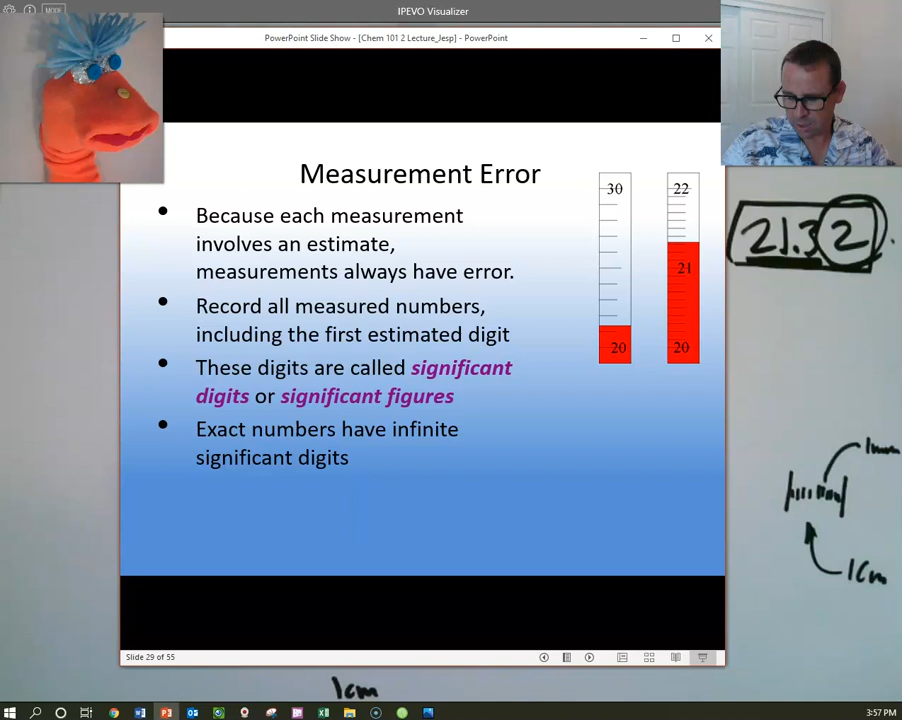 IPEVO Visualizer
MODE
PowerPoint Slide Show - [Chem 101 2 Lecture_Jesp] - PowerPoint
Measurement Error
• Because each measurement
involves an estimate,
measurements always have error.
• Record all measured numbers,
including the first estimated digit
• These digits are called significant
digits or significant figures
• Exact numbers have infinite
significant digits
30
20
22
21
20
21.32
1mm
1cm
1cm
Slide 29 of 55
3:57 PM